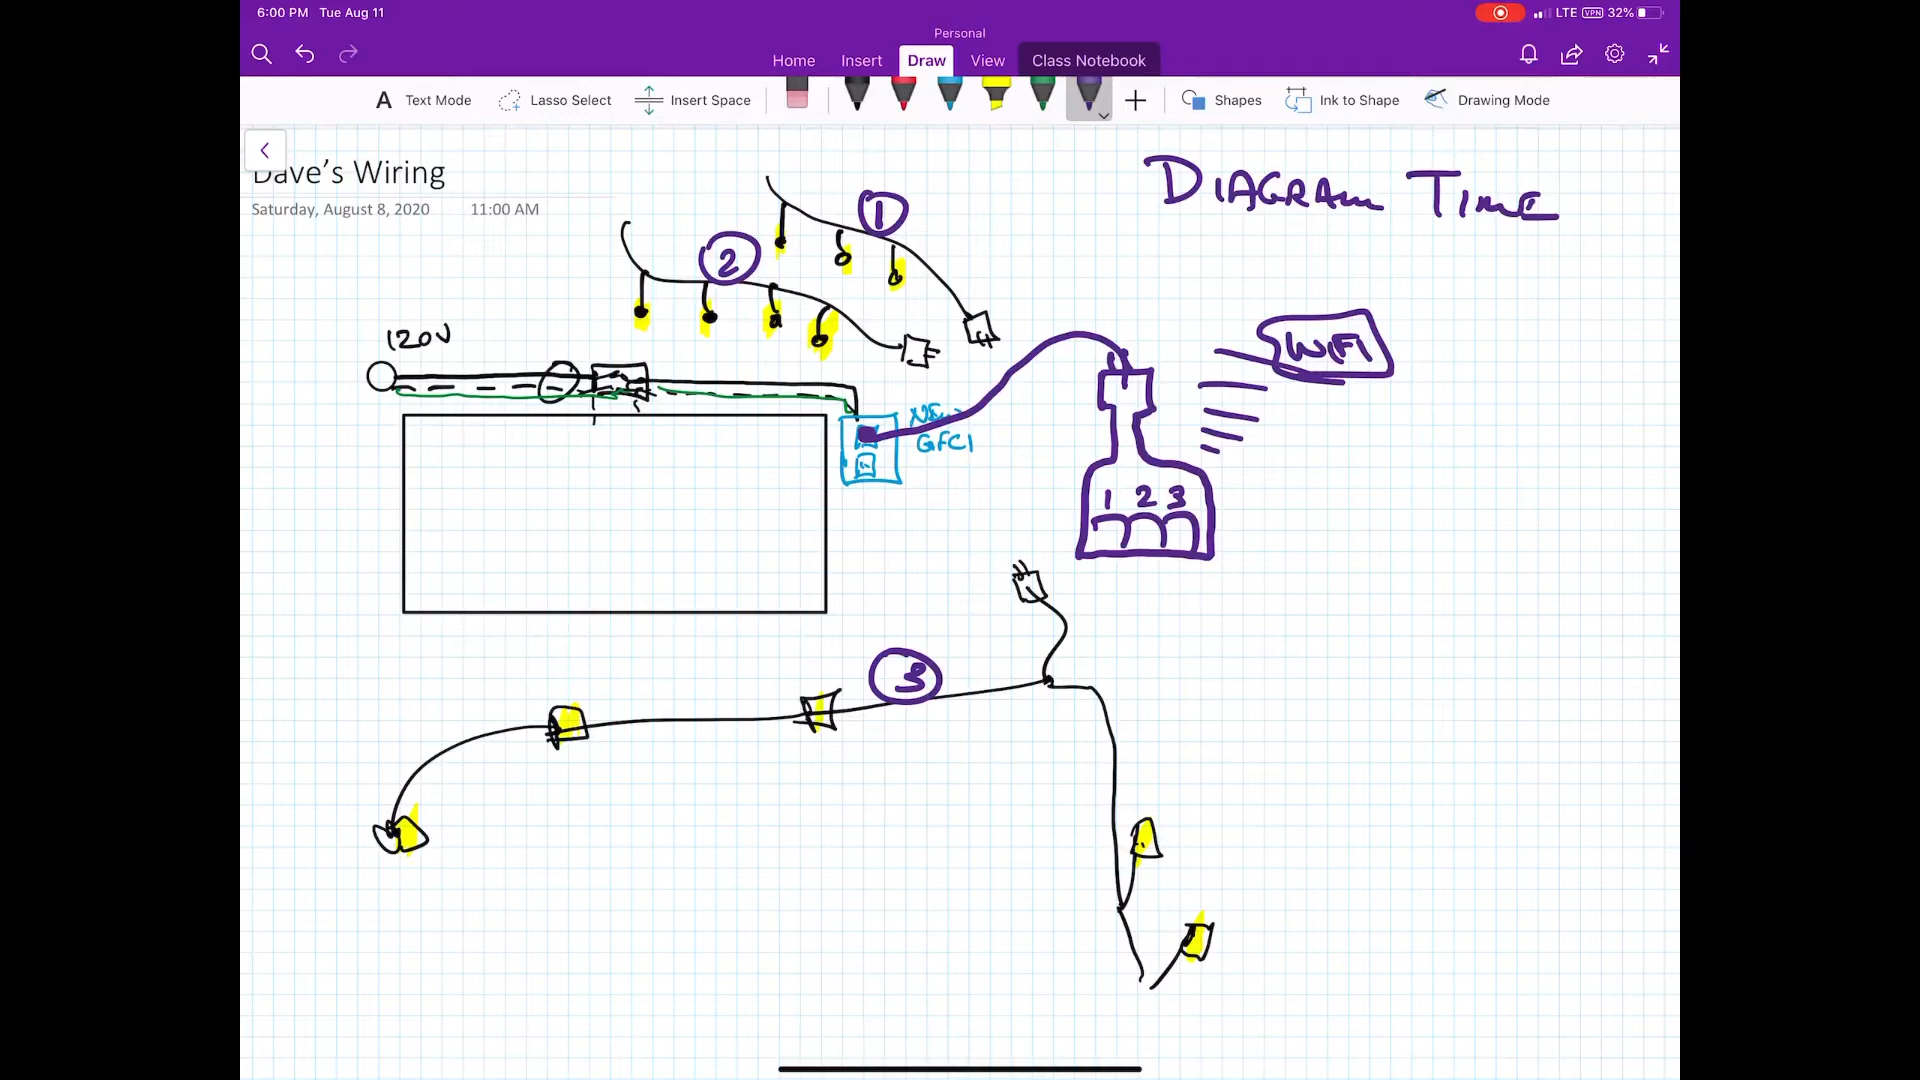 6:00 PM Tue Aug 11
LTE VPN 32%
Personal
Home Insert Draw View Class Notebook
A Text Mode Lasso Select Insert Space Shapes Ink to Shape Drawing Mode
Dave's Wiring
Saturday, August 8, 2020 11:00 AM
DIAGRAM TIME
1
2
120V
WIFI
NEW
GFCI
1 2 3
3